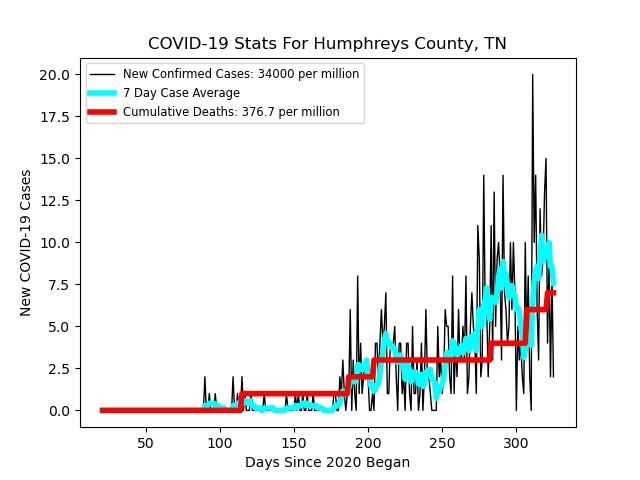 COVID-19 Stats For Humphreys County, TN
New Confirmed Cases: 34000 per million
7 Day Case Average
Cumulative Deaths: 376.7 per million
New COVID-19 Cases
20.0
17.5
15.0
12.5
10.0
7.5
5.0
2.5
0.0
50 100 150 200 250 300
Days Since 2020 Began